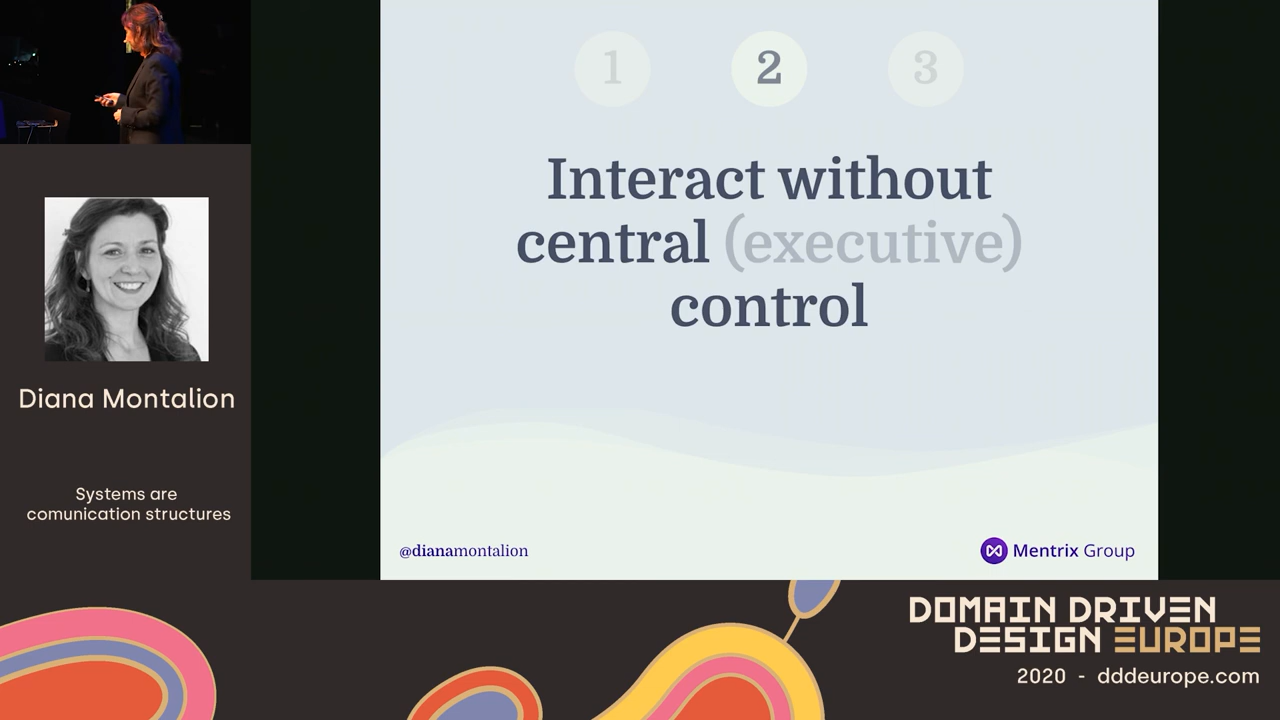 1 2 3
Interact without
central (executive)
control
@dianamontalion
Mentrix Group
Diana Montalion
Systems are
comunication structures
DOMAIN DRIVEN
DESIGN EUROPE
2020 - dddeurope.com